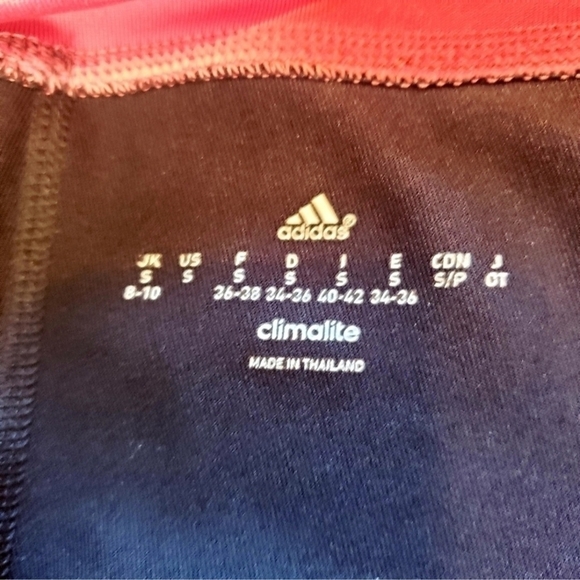 adidas®
UK US F D I E CDN J
S S S S S S S/P OT
8-10 36-38 34-36 40-42 34-36
climalite
MADE IN THAILAND